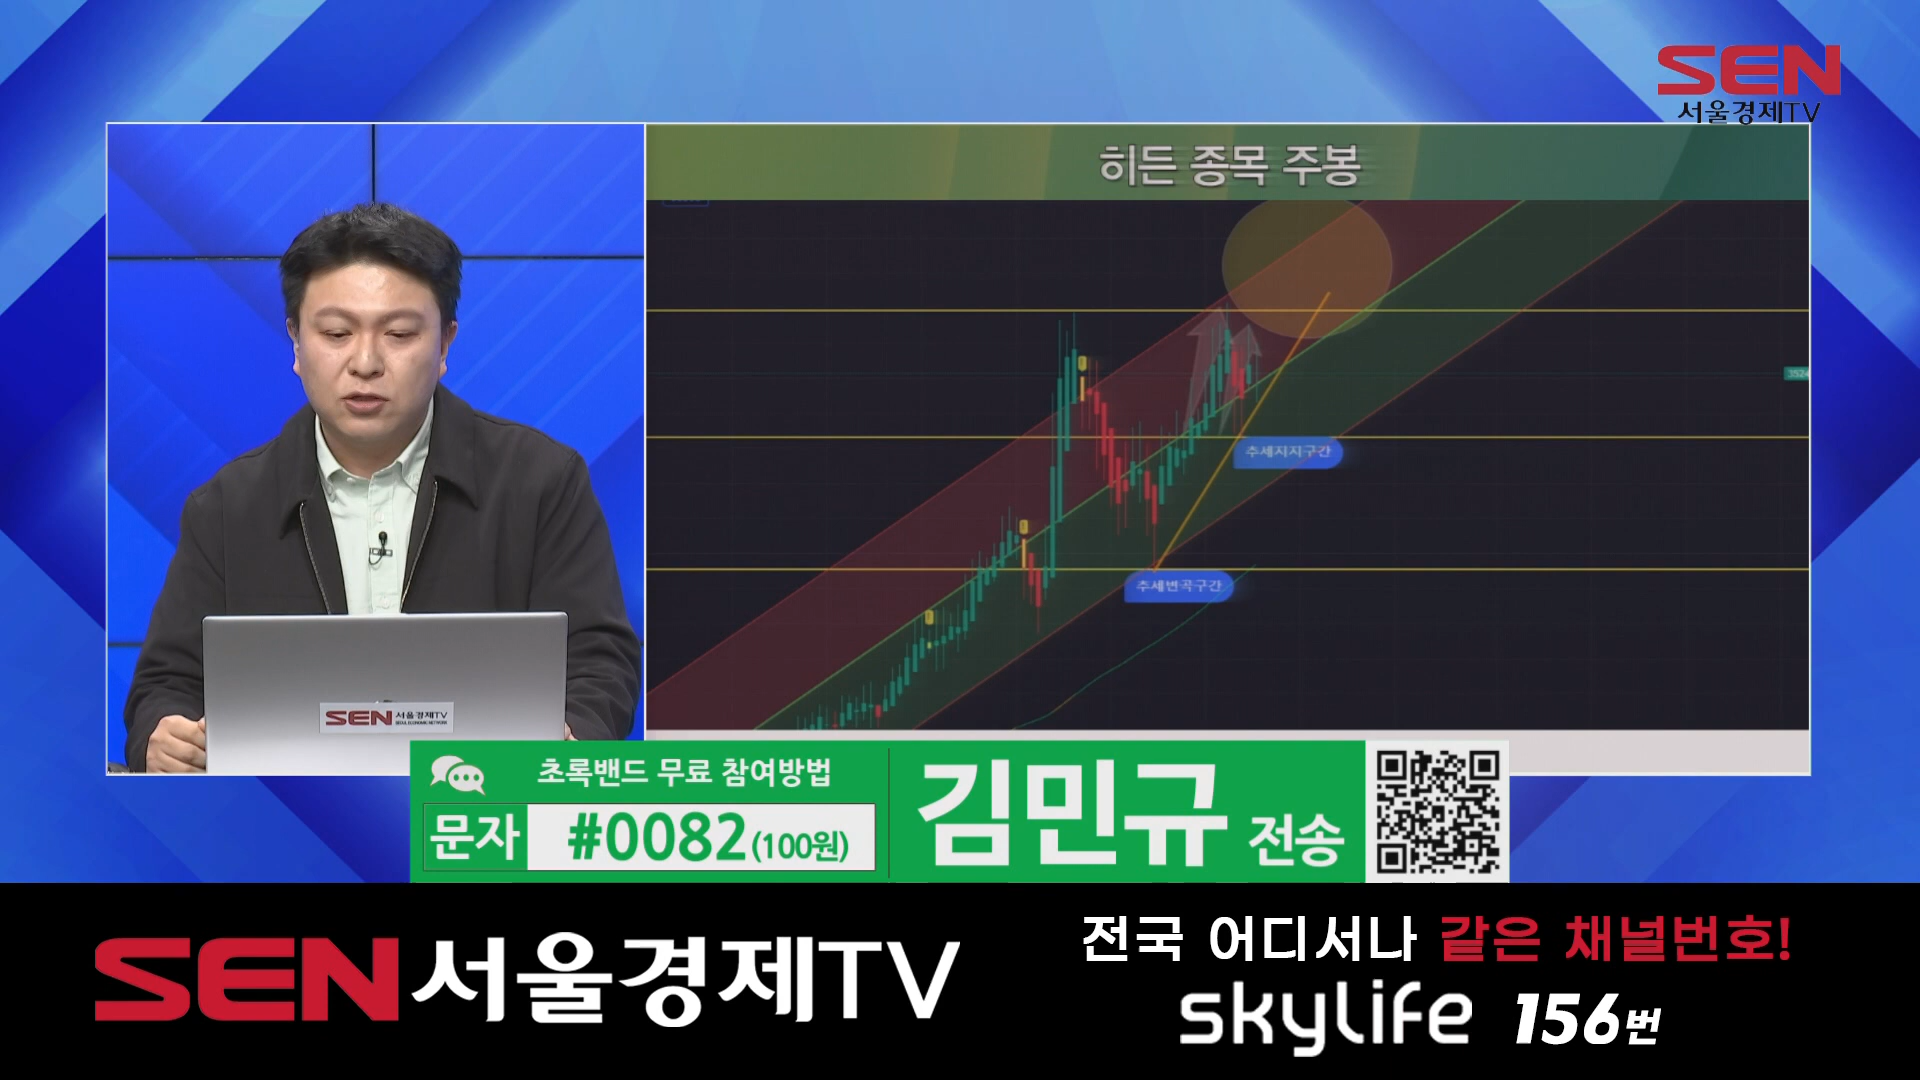 SEN
서울경제TV
히든 종목 주봉
추세지지구간
추세변곡구간
SEN 서울경제TV
초록밴드 무료 참여방법
문자 #0082(100원)
김민규 전송
SEN서울경제TV
전국 어디서나 같은 채널번호!
skylife 156번